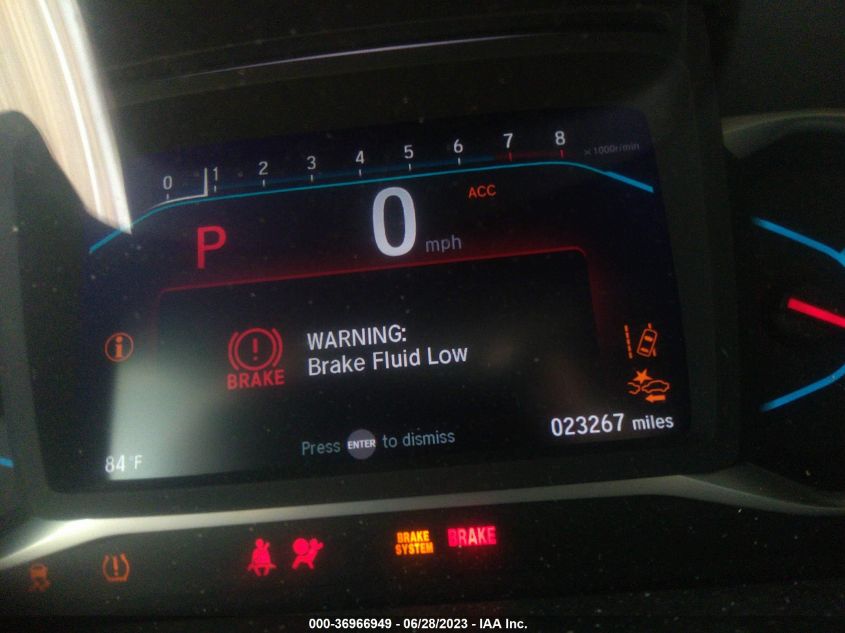 0 1 2 3 4 5 6 7 8 ×1000r/min
ACC
P 0 mph
WARNING:
Brake Fluid Low
BRAKE
Press ENTER to dismiss
023267 miles
84°F
BRAKE
SYSTEM
BRAKE
000-36966949 - 06/28/2023 - IAA Inc.